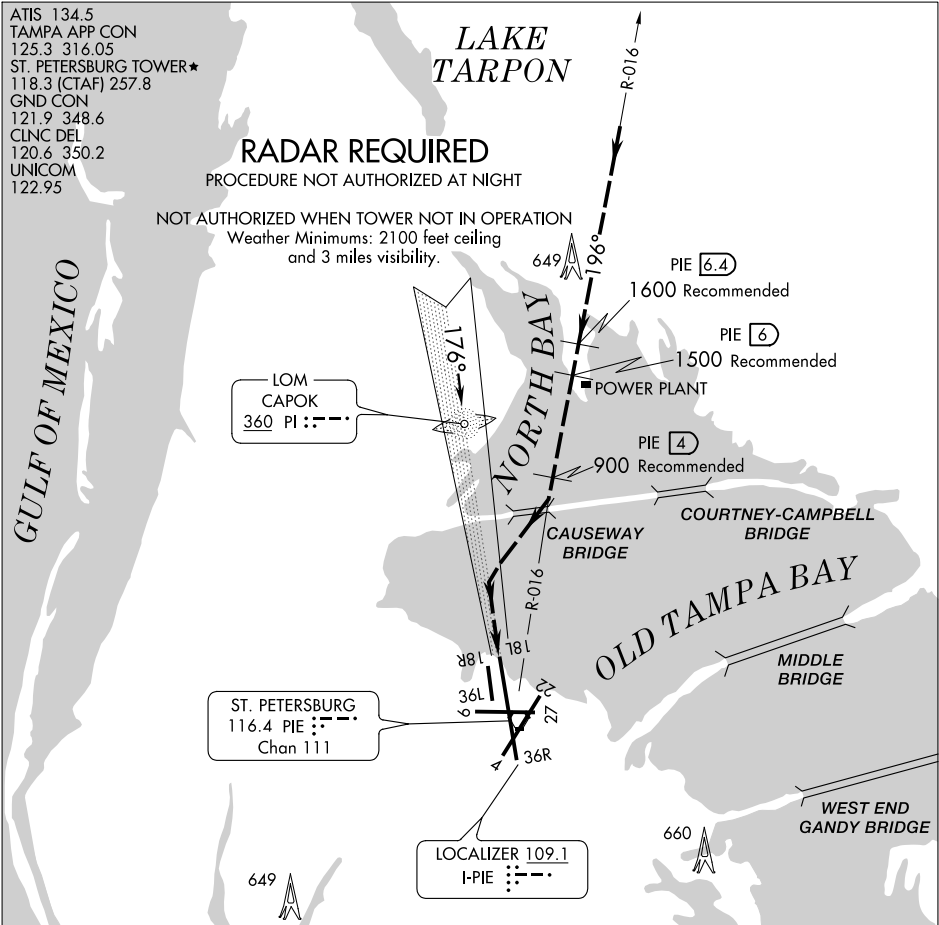 ATIS 134.5
TAMPA APP CON
125.3 316.05
ST. PETERSBURG TOWER★
118.3 (CTAF) 257.8
GND CON
121.9 348.6
CLNC DEL
120.6 350.2
UNICOM
122.95
LAKE
TARPON
R-016
RADAR REQUIRED
PROCEDURE NOT AUTHORIZED AT NIGHT
NOT AUTHORIZED WHEN TOWER NOT IN OPERATION
Weather Minimums: 2100 feet ceiling
and 3 miles visibility.
649
196°
PIE 6.4
1600 Recommended
PIE 6
1500 Recommended
POWER PLANT
GULF OF MEXICO
176°
NORTH BAY
LOM
CAPOK
360 PI
PIE 4
900 Recommended
CAUSEWAY
BRIDGE
COURTNEY-CAMPBELL
BRIDGE
R-016
OLD TAMPA BAY
MIDDLE
BRIDGE
18R
18L
36L
22
9
27
4
36R
ST. PETERSBURG
116.4 PIE
Chan 111
WEST END
GANDY BRIDGE
LOCALIZER 109.1
I-PIE
660
649